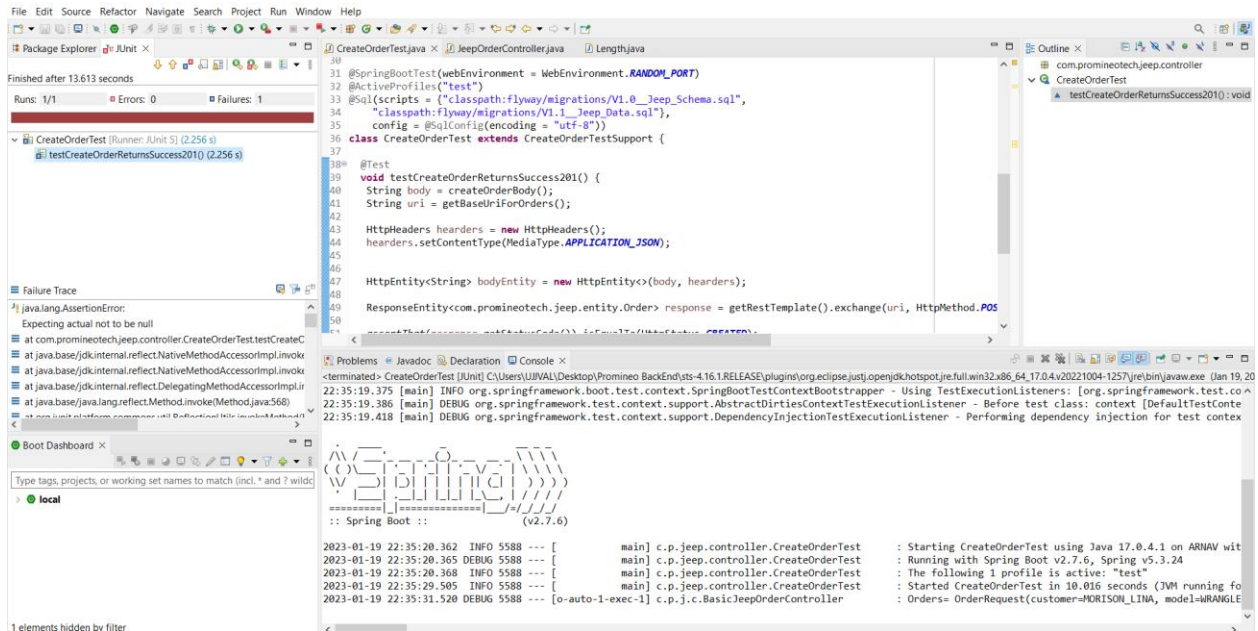 File Edit Source Refactor Navigate Search Project Run Window Help
Package Explorer JUnit ×
Finished after 13.613 seconds
Runs: 1/1 Errors: 0 Failures: 1
CreateOrderTest [Runner: JUnit 5] (2.256 s)
testCreateOrderReturnsSuccess201() (2.256 s)
Failure Trace
java.lang.AssertionError:
Expecting actual not to be null
at com.promineotech.jeep.controller.CreateOrderTest.testCreateC
at java.base/jdk.internal.reflect.NativeMethodAccessorImpl.invoke
at java.base/jdk.internal.reflect.NativeMethodAccessorImpl.invoke
at java.base/jdk.internal.reflect.DelegatingMethodAccessorImpl.ir
at java.base/java.lang.reflect.Method.invoke(Method.java:568)
Boot Dashboard ×
Type tags, projects, or working set names to match (incl. * and ? wildc
local
1 elements hidden by filter
CreateOrderTest.java × JeepOrderController.java Length.java
30
31 @SpringBootTest(webEnvironment = WebEnvironment.RANDOM_PORT)
32 @ActiveProfiles("test")
33 @Sql(scripts = {"classpath:flyway/migrations/V1.0__Jeep_Schema.sql",
34 "classpath:flyway/migrations/V1.1__Jeep_Data.sql"},
35 config = @SqlConfig(encoding = "utf-8"))
36 class CreateOrderTest extends CreateOrderTestSupport {
37
38 @Test
39 void testCreateOrderReturnsSuccess201() {
40 String body = createOrderBody();
41 String uri = getBaseUriForOrders();
42
43 HttpHeaders hearders = new HttpHeaders();
44 hearders.setContentType(MediaType.APPLICATION_JSON);
45
46
47 HttpEntity<String> bodyEntity = new HttpEntity<>(body, hearders);
48
49 ResponseEntity<com.promineotech.jeep.entity.Order> response = getRestTemplate().exchange(uri, HttpMethod.POS
50
Outline ×
com.promineotech.jeep.controller
CreateOrderTest
testCreateOrderReturnsSuccess201() : void
Problems Javadoc Declaration Console ×
<terminated> CreateOrderTest [JUnit] C:\Users\UJJVAL\Desktop\Promineo BackEnd\sts-4.16.1.RELEASE\plugins\org.eclipse.justj.openjdk.hotspot.jre.full.win32.x86_64_17.0.4.v20221004-1257\jre\bin\javaw.exe (Jan 19, 20
22:35:19.375 [main] INFO org.springframework.boot.test.context.SpringBootTestContextBootstrapper - Using TestExecutionListeners: [org.springframework.test.co
22:35:19.386 [main] DEBUG org.springframework.test.context.support.AbstractDirtiesContextTestExecutionListener - Before test class: context [DefaultTestConte
22:35:19.418 [main] DEBUG org.springframework.test.context.support.DependencyInjectionTestExecutionListener - Performing dependency injection for test contex
Spring
:: Spring Boot :: (v2.7.6)
2023-01-19 22:35:20.362 INFO 5588 --- [ main] c.p.jeep.controller.CreateOrderTest : Starting CreateOrderTest using Java 17.0.4.1 on ARNAV wit
2023-01-19 22:35:20.365 DEBUG 5588 --- [ main] c.p.jeep.controller.CreateOrderTest : Running with Spring Boot v2.7.6, Spring v5.3.24
2023-01-19 22:35:20.368 INFO 5588 --- [ main] c.p.jeep.controller.CreateOrderTest : The following 1 profile is active: "test"
2023-01-19 22:35:29.505 INFO 5588 --- [ main] c.p.jeep.controller.CreateOrderTest : Started CreateOrderTest in 10.016 seconds (JVM running fo
2023-01-19 22:35:31.520 DEBUG 5588 --- [o-auto-1-exec-1] c.p.j.c.BasicJeepOrderController : Orders= OrderRequest(customer=MORISON_LINA, model=WRANGLE